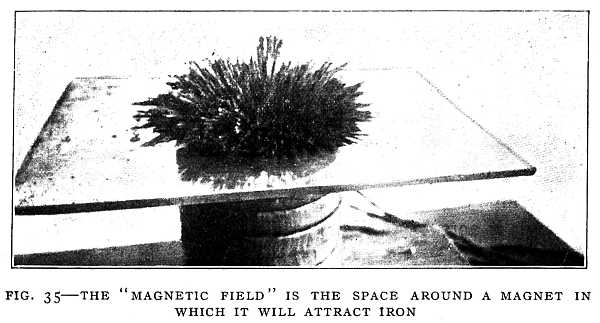 FIG. 35—THE "MAGNETIC FIELD" IS THE SPACE AROUND A MAGNET IN
WHICH IT WILL ATTRACT IRON